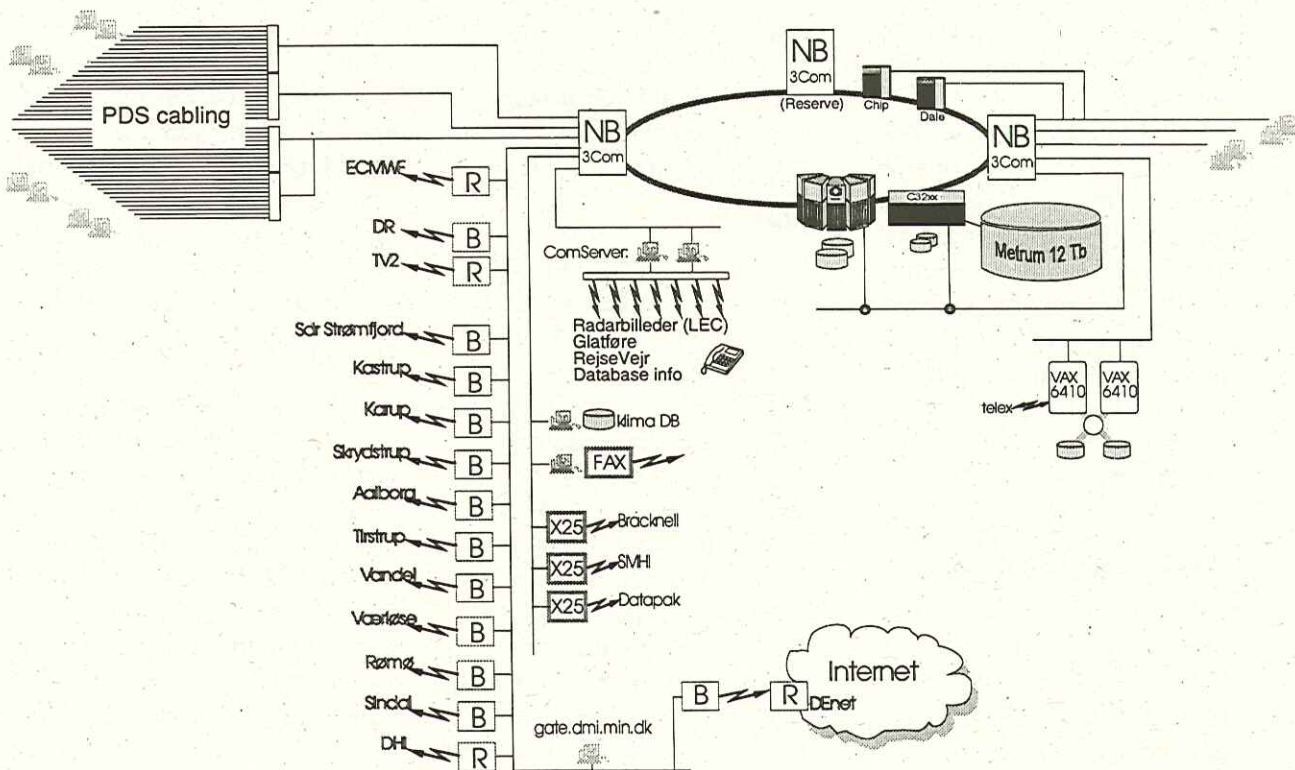 PDS cabling
NB
3Com
(Reserve)
Chip
Dale
NB
3Com
NB
3Com
C32xx
Metrum 12 Tb
ECMWF
R
DR
B
TV2
R
Sdr Strømfjord
B
Kastrup
B
Karup
B
Skrydstrup
B
Aalborg
B
Tirstrup
B
Vandel
B
Værløse
B
Rømø
B
Sindal
B
DHI
R
ComServer:
Radarbilleder (LEC)
Glatføre
RejseVejr
Database info
klima DB
FAX
X25
Bracknell
X25
SMHI
X25
Datapak
telex
VAX
6410
VAX
6410
gate.dmi.min.dk
B
R
DEnet
Internet